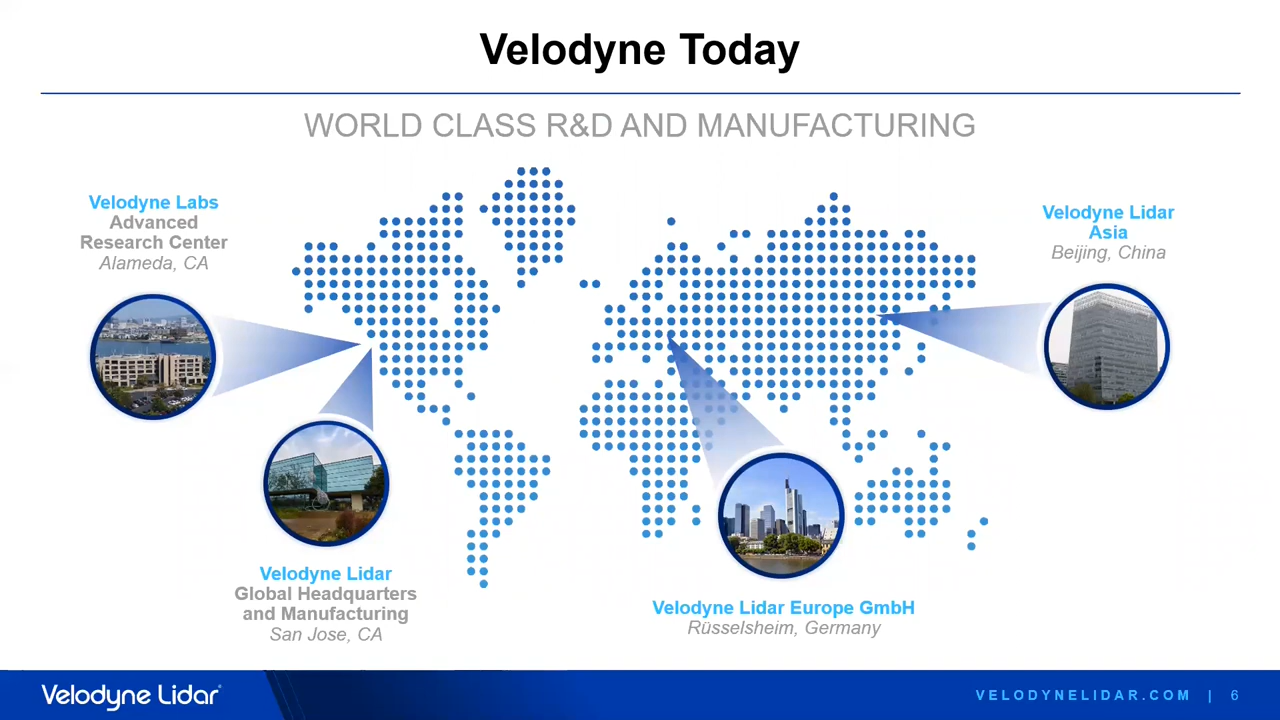 Velodyne Today
WORLD CLASS R&D AND MANUFACTURING
Velodyne Labs
Advanced
Research Center
Alameda, CA
Velodyne Lidar
Global Headquarters
and Manufacturing
San Jose, CA
Velodyne Lidar Europe GmbH
Rüsselsheim, Germany
Velodyne Lidar
Asia
Beijing, China
Velodyne Lidar
VELODYNELIDAR.COM | 6